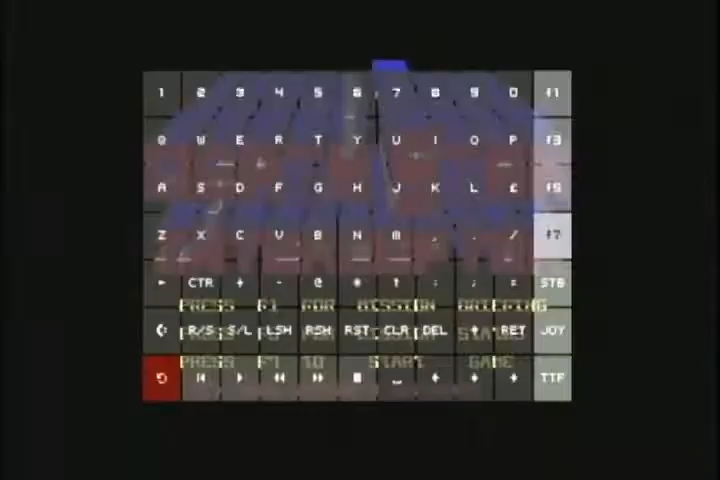 1 2 3 4 5 6 7 8 9 0 f1
Q W E R T Y U I O P f3
A S D F G H J K L £ f5
Z X C V B N M , . / f7
CTR + - @ * ↑ : ; = STB
PRESS F1 FOR MISSION BRIEFING
R/S S/L LSH RSH RST CLR DEL RET JOY
PRESS F7 TO START GAME
TTF